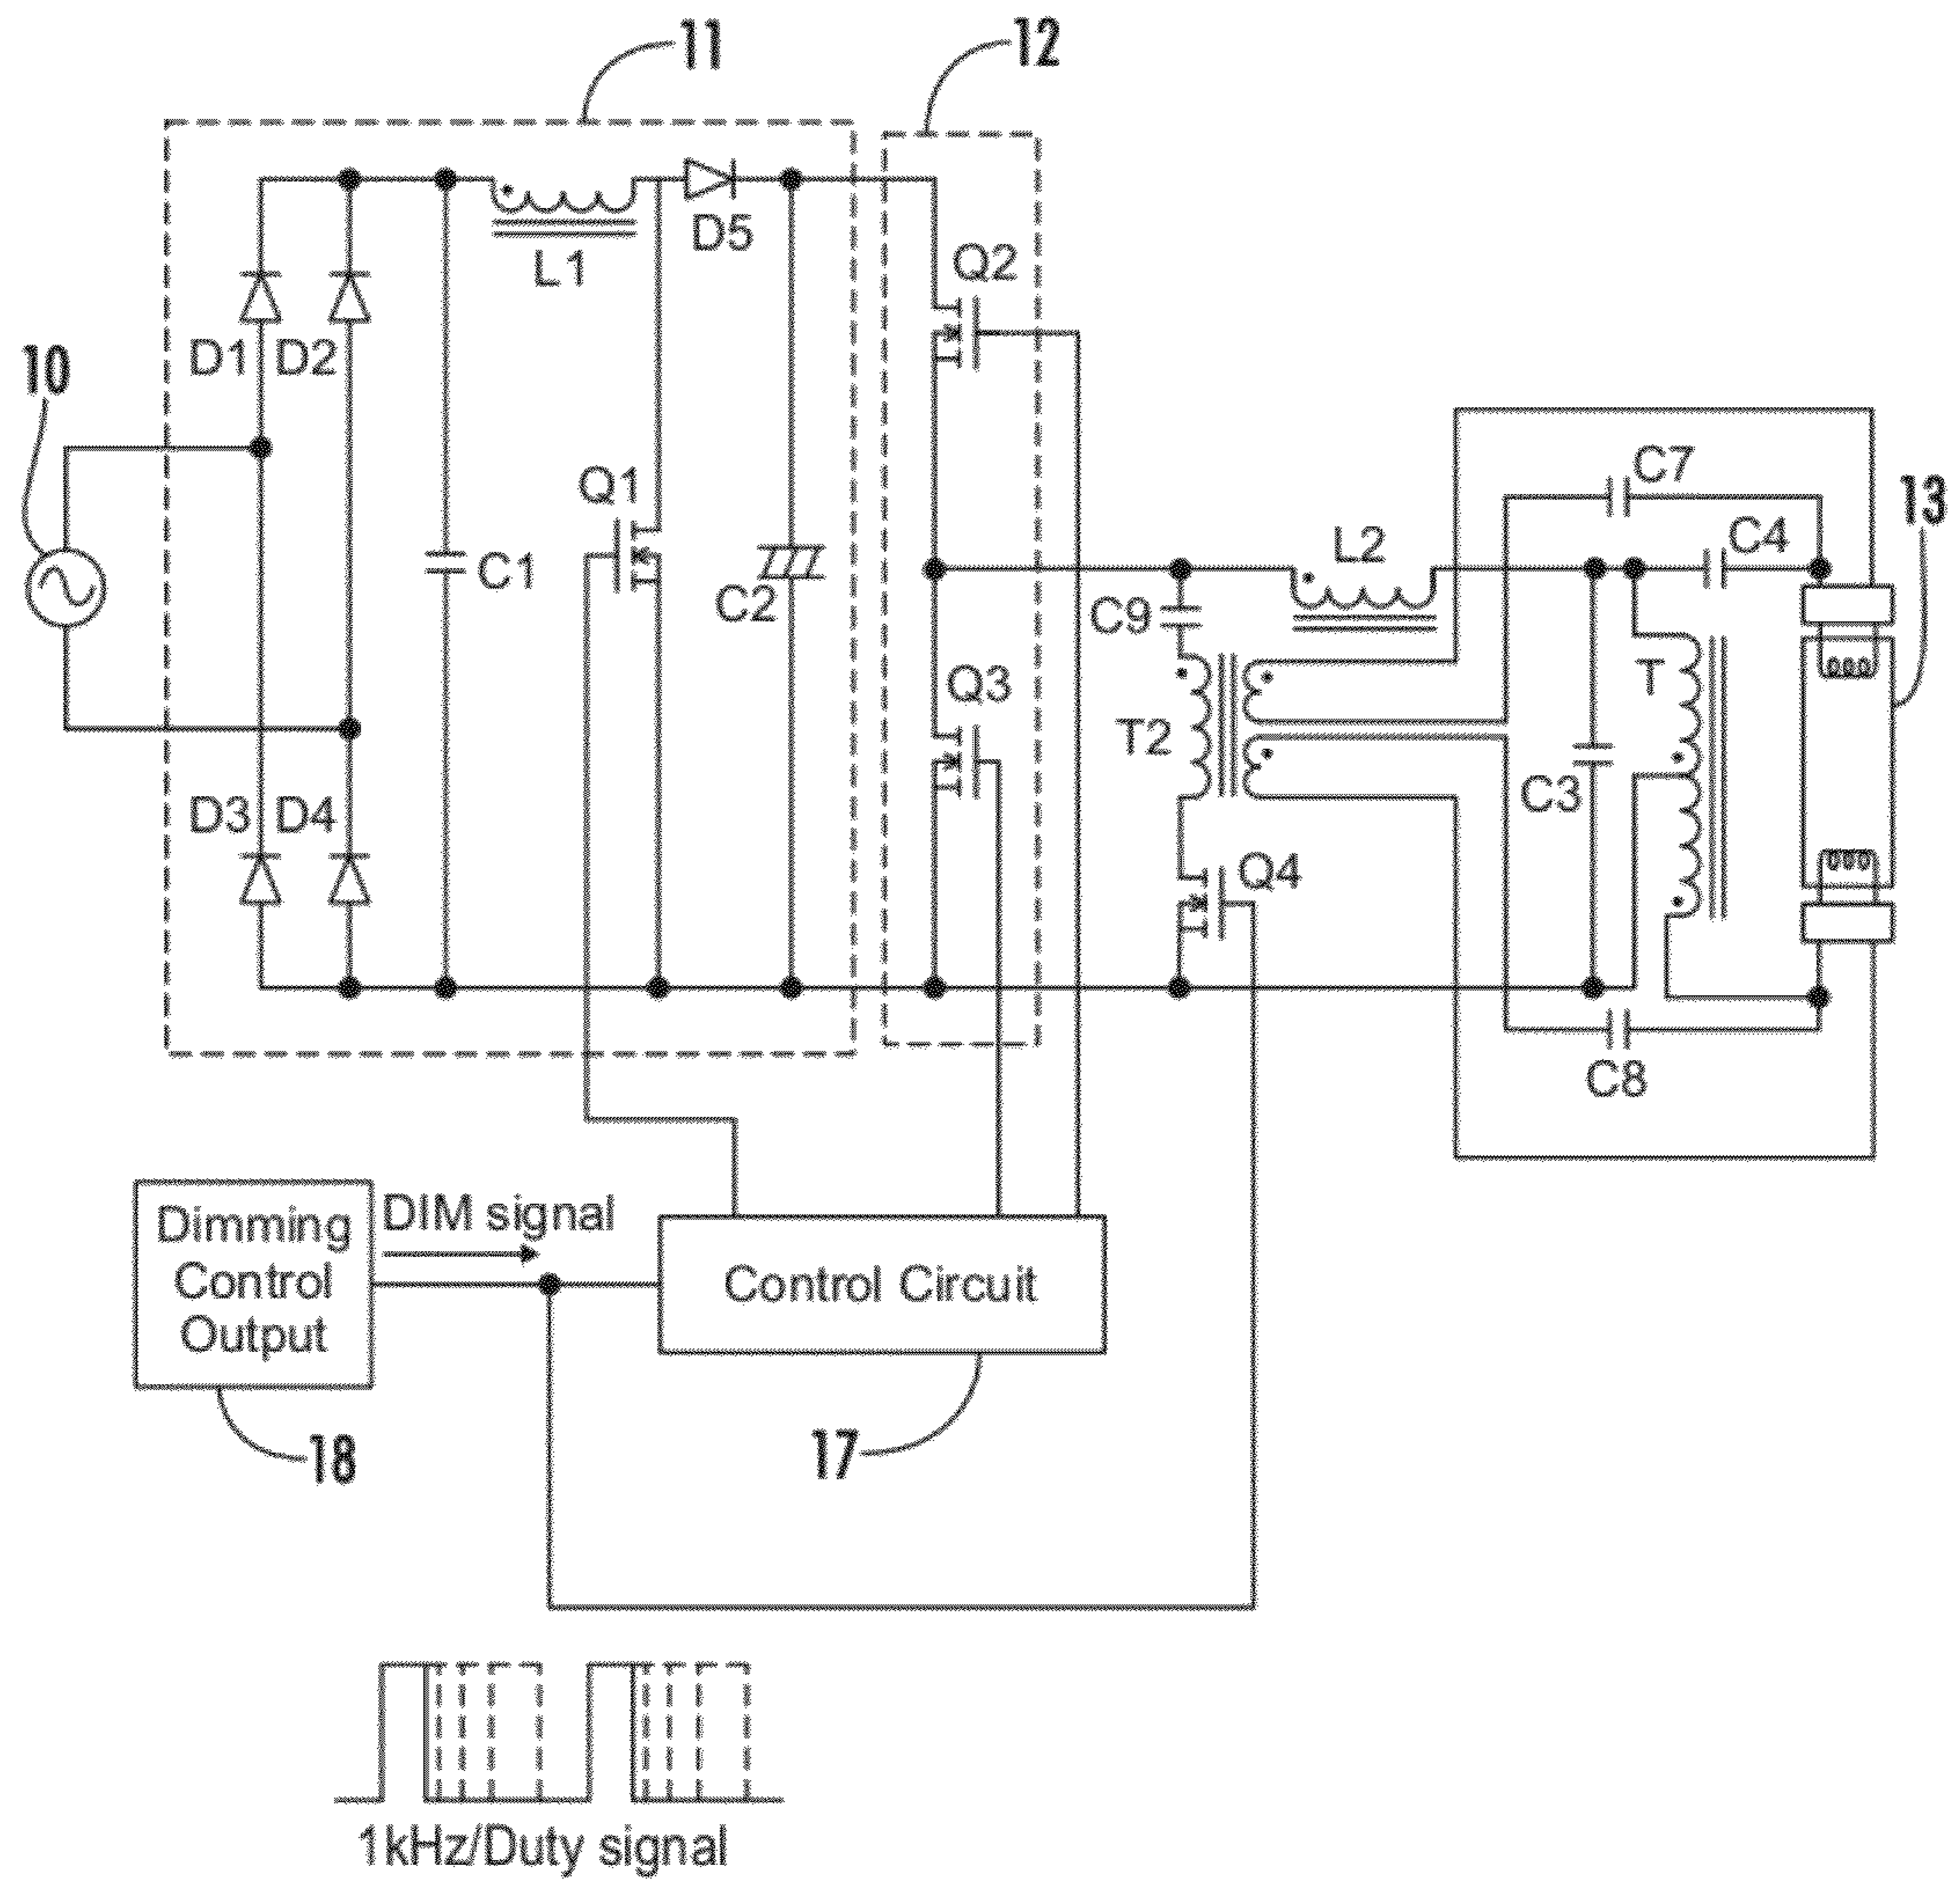 11
12
L1
D5
Q2
D1
D2
10
C7
13
Q1
C4
L2
C1
C2
C9
Q3
T
T2
C3
D3
D4
Q4
C8
Dimming
Control
Output
DIM signal
Control Circuit
18
17
1kHz/Duty signal